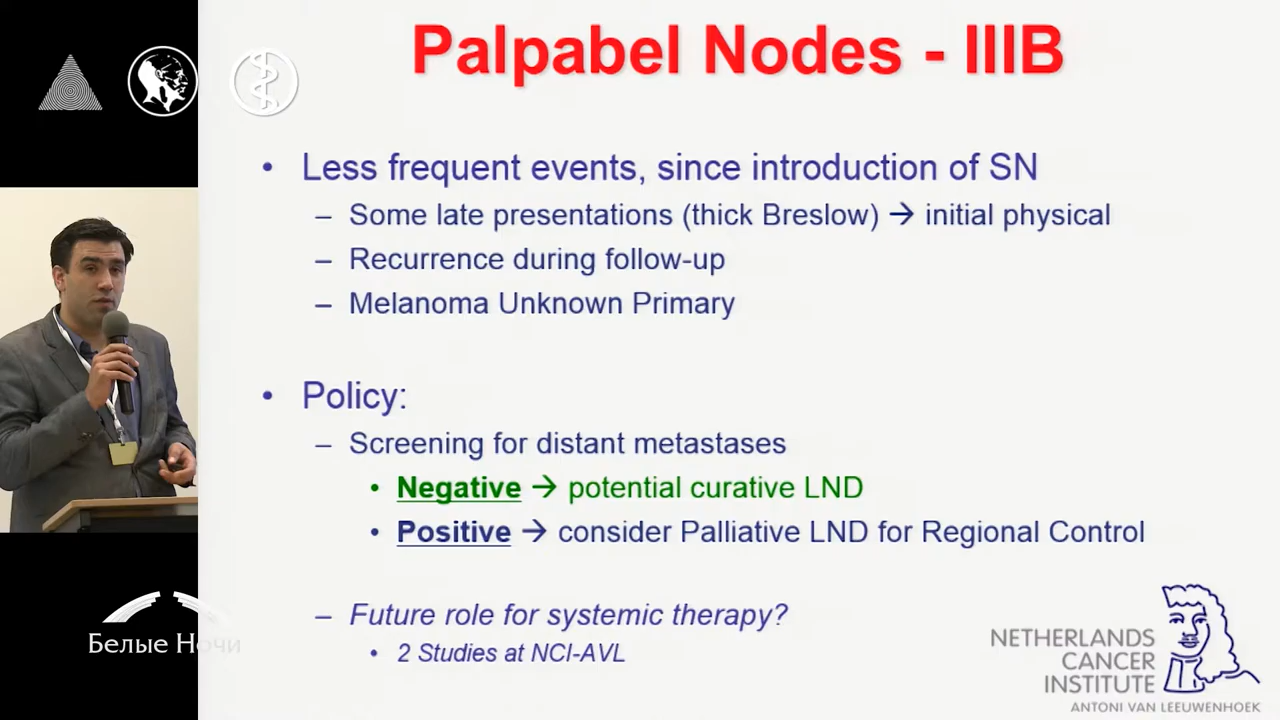 Palpabel Nodes - IIIB
• Less frequent events, since introduction of SN
– Some late presentations (thick Breslow) → initial physical
– Recurrence during follow-up
– Melanoma Unknown Primary
• Policy:
– Screening for distant metastases
• Negative → potential curative LND
• Positive → consider Palliative LND for Regional Control
– Future role for systemic therapy?
• 2 Studies at NCI-AVL
Белые Ночи
NETHERLANDS
CANCER
INSTITUTE
ANTONI VAN LEEUWENHOEK